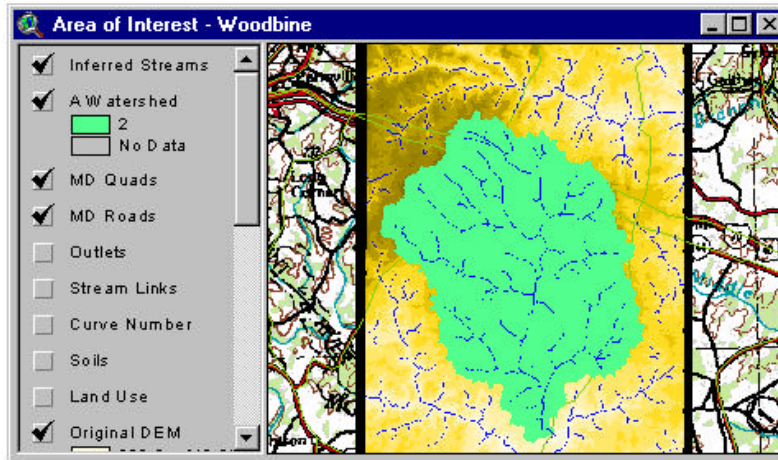 Area of Interest - Woodbine
Inferred Streams
A Watershed
2
No Data
MD Quads
MD Roads
Outlets
Stream Links
Curve Number
Soils
Land Use
Original DEM